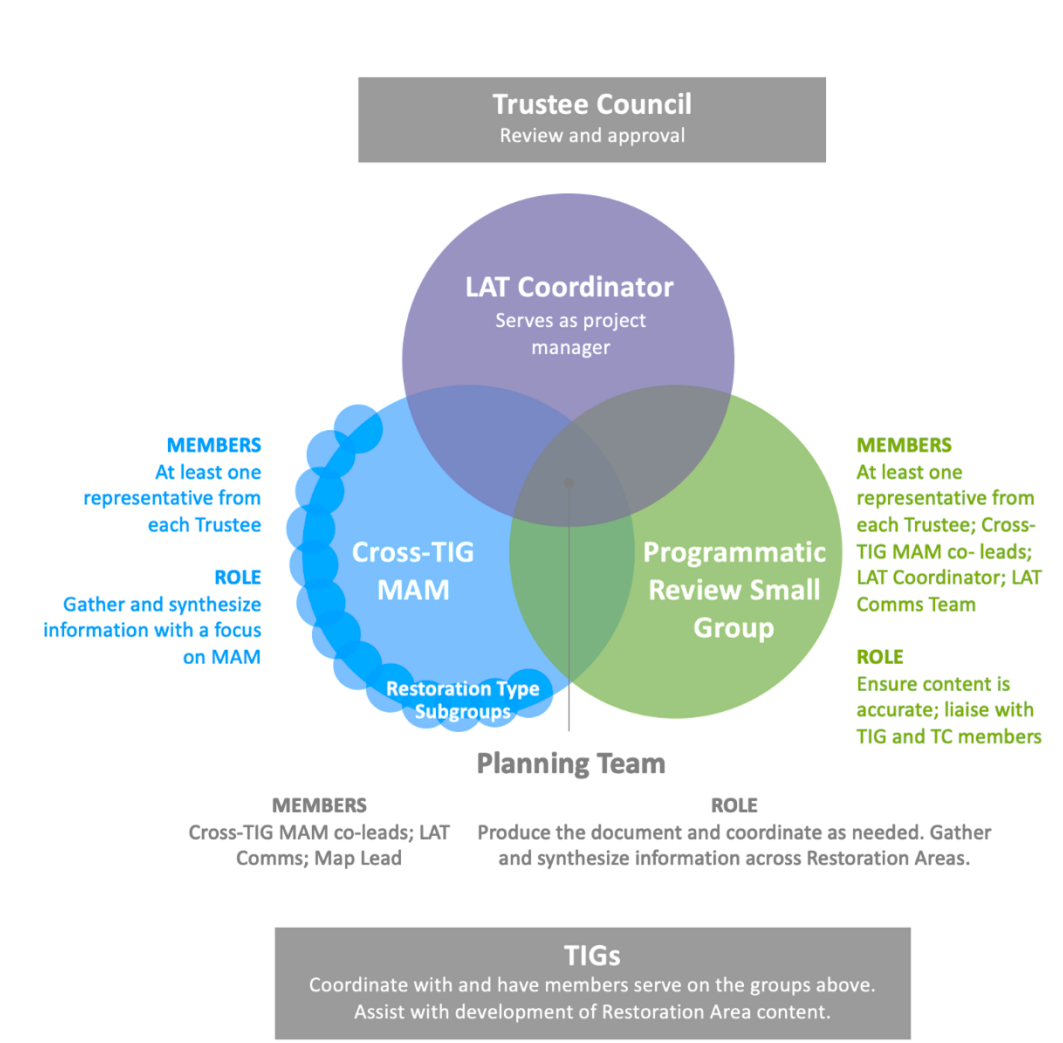 Trustee Council
Review and approval
LAT Coordinator
Serves as project
manager
MEMBERS
At least one
representative from
each Trustee
ROLE
Gather and synthesize
information with a focus
on MAM
Cross-TIG
MAM
Restoration Type
Subgroups
Programmatic
Review Small
Group
MEMBERS
At least one
representative from
each Trustee; Cross-
TIG MAM co- leads;
LAT Coordinator; LAT
Comms Team
ROLE
Ensure content is
accurate; liaise with
TIG and TC members
Planning Team
MEMBERS
Cross-TIG MAM co-leads; LAT
Comms; Map Lead
ROLE
Produce the document and coordinate as needed. Gather
and synthesize information across Restoration Areas.
TIGs
Coordinate with and have members serve on the groups above.
Assist with development of Restoration Area content.